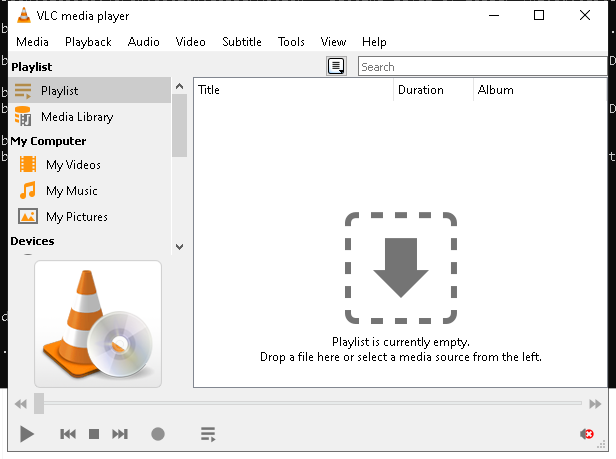 VLC media player
Media Playback Audio Video Subtitle Tools View Help
Playlist
Search
Playlist
Media Library
My Computer
My Videos
My Music
My Pictures
Devices
Title Duration Album
Playlist is currently empty.
Drop a file here or select a media source from the left.